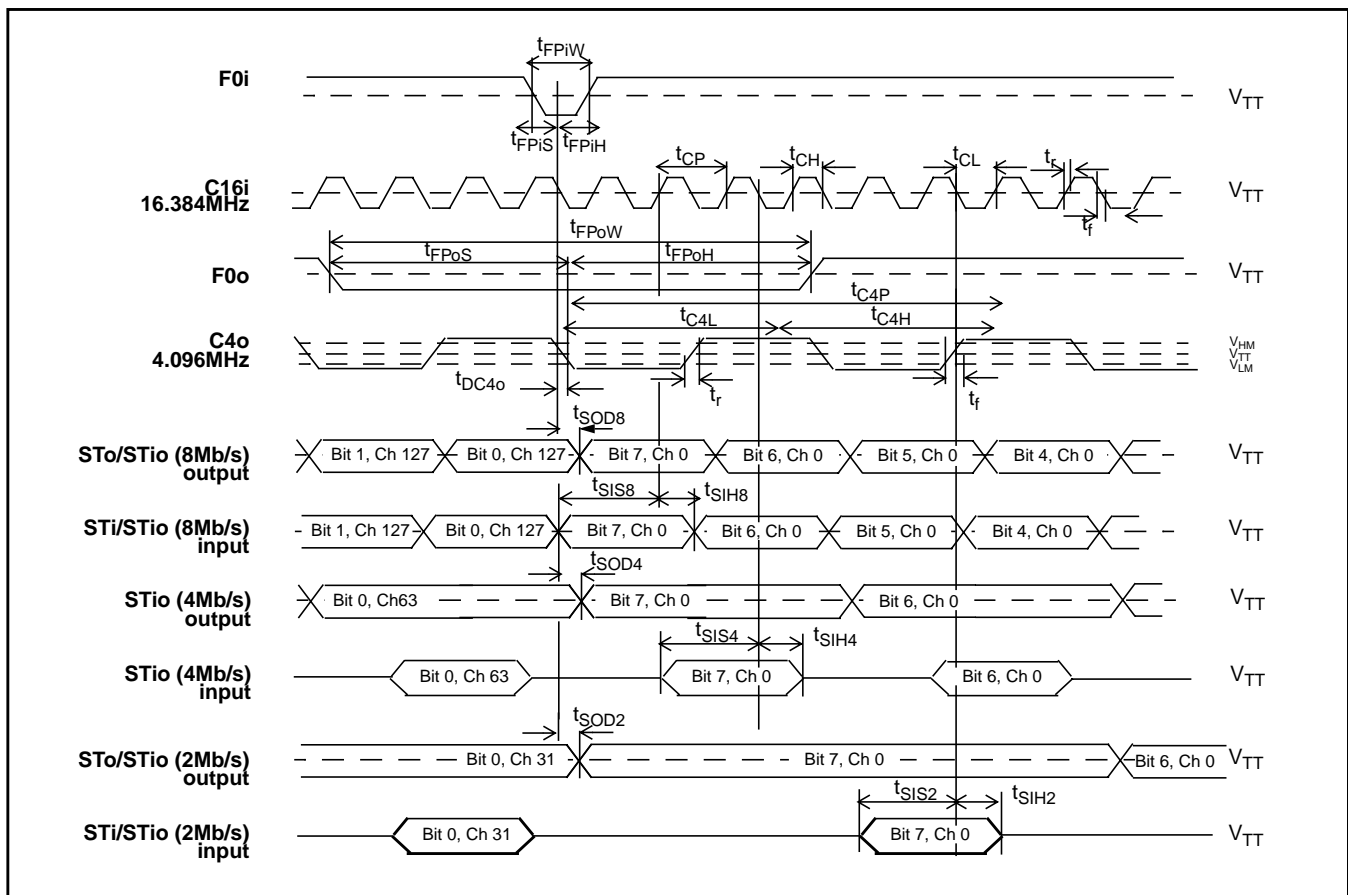 tFPiW
F0i
VTT
tFPiS tFPiH
tCP tCH tCL tr
C16i
16.384MHz
VTT
tf
tFPoW
tFPoS tFPoH
F0o
VTT
tC4P
tC4L tC4H
C4o
4.096MHz
VHM
VTT
VLM
tDC4o
tr
tf
tSOD8
STo/STio (8Mb/s)
output
Bit 1, Ch 127 Bit 0, Ch 127 Bit 7, Ch 0 Bit 6, Ch 0 Bit 5, Ch 0 Bit 4, Ch 0
VTT
tSIS8 tSIH8
STi/STio (8Mb/s)
input
Bit 1, Ch 127 Bit 0, Ch 127 Bit 7, Ch 0 Bit 6, Ch 0 Bit 5, Ch 0 Bit 4, Ch 0
VTT
tSOD4
STio (4Mb/s)
output
Bit 0, Ch63 Bit 7, Ch 0 Bit 6, Ch 0
VTT
tSIS4 tSIH4
STio (4Mb/s)
input
Bit 0, Ch 63 Bit 7, Ch 0 Bit 6, Ch 0
VTT
tSOD2
STo/STio (2Mb/s)
output
Bit 0, Ch 31 Bit 7, Ch 0 Bit 6, Ch 0
VTT
tSIS2 tSIH2
STi/STio (2Mb/s)
input
Bit 0, Ch 31 Bit 7, Ch 0
VTT